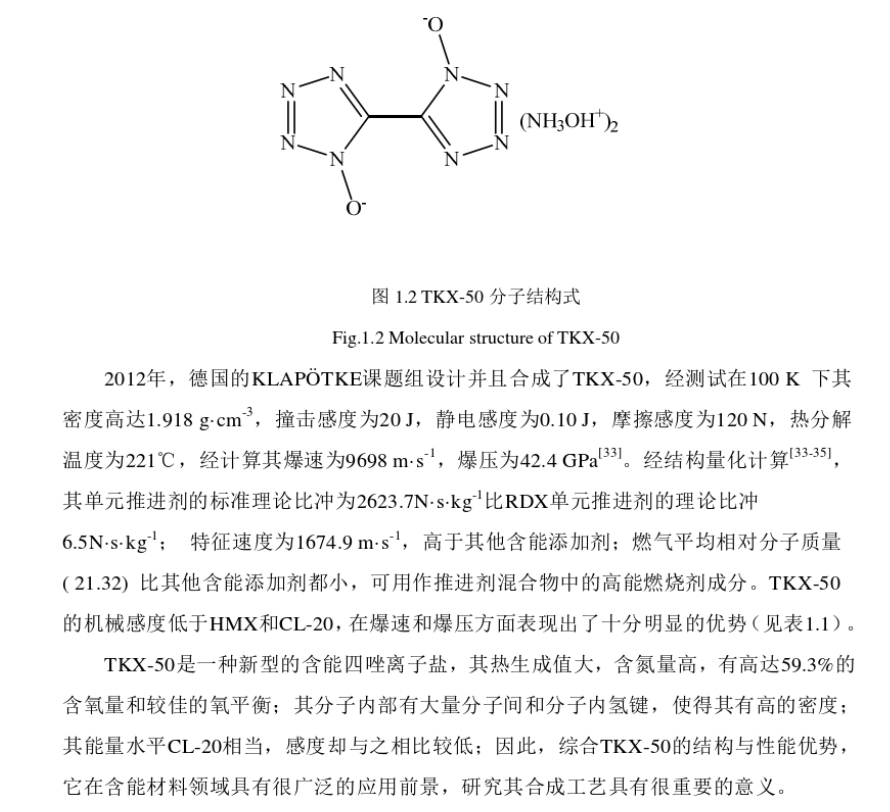 -O
N N N N
N N N N
(NH3OH+)2
O-
图 1.2 TKX-50 分子结构式
Fig.1.2 Molecular structure of TKX-50
2012年，德国的KLAPÖTKE课题组设计并且合成了TKX-50，经测试在100 K 下其
密度高达1.918 g·cm-3，撞击感度为20 J，静电感度为0.10 J，摩擦感度为120 N，热分解
温度为221℃，经计算其爆速为9698 m·s-1，爆压为42.4 GPa[33]。经结构量化计算[33-35]，
其单元推进剂的标准理论比冲为2623.7N·s·kg-1比RDX单元推进剂的理论比冲
6.5N·s·kg-1； 特征速度为1674.9 m·s-1，高于其他含能添加剂；燃气平均相对分子质量
( 21.32) 比其他含能添加剂都小，可用作推进剂混合物中的高能燃烧剂成分。TKX-50
的机械感度低于HMX和CL-20，在爆速和爆压方面表现出了十分明显的优势（见表1.1）。
TKX-50是一种新型的含能四唑离子盐，其热生成值大，含氮量高，有高达59.3%的
含氧量和较佳的氧平衡；其分子内部有大量分子间和分子内氢键，使得其有高的密度；
其能量水平CL-20相当，感度却与之相比较低；因此，综合TKX-50的结构与性能优势，
它在含能材料领域具有很广泛的应用前景，研究其合成工艺具有很重要的意义。